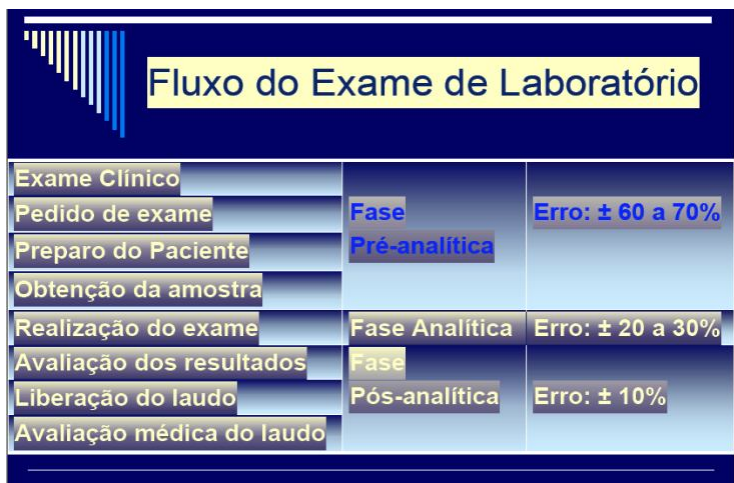 Fluxo do Exame de Laboratório
Exame Clínico
Pedido de exame
Preparo do Paciente
Obtenção da amostra
Fase
Pré-analítica
Erro: ± 60 a 70%
Realização do exame
Fase Analítica
Erro: ± 20 a 30%
Avaliação dos resultados
Liberação do laudo
Avaliação médica do laudo
Fase
Pós-analítica
Erro: ± 10%